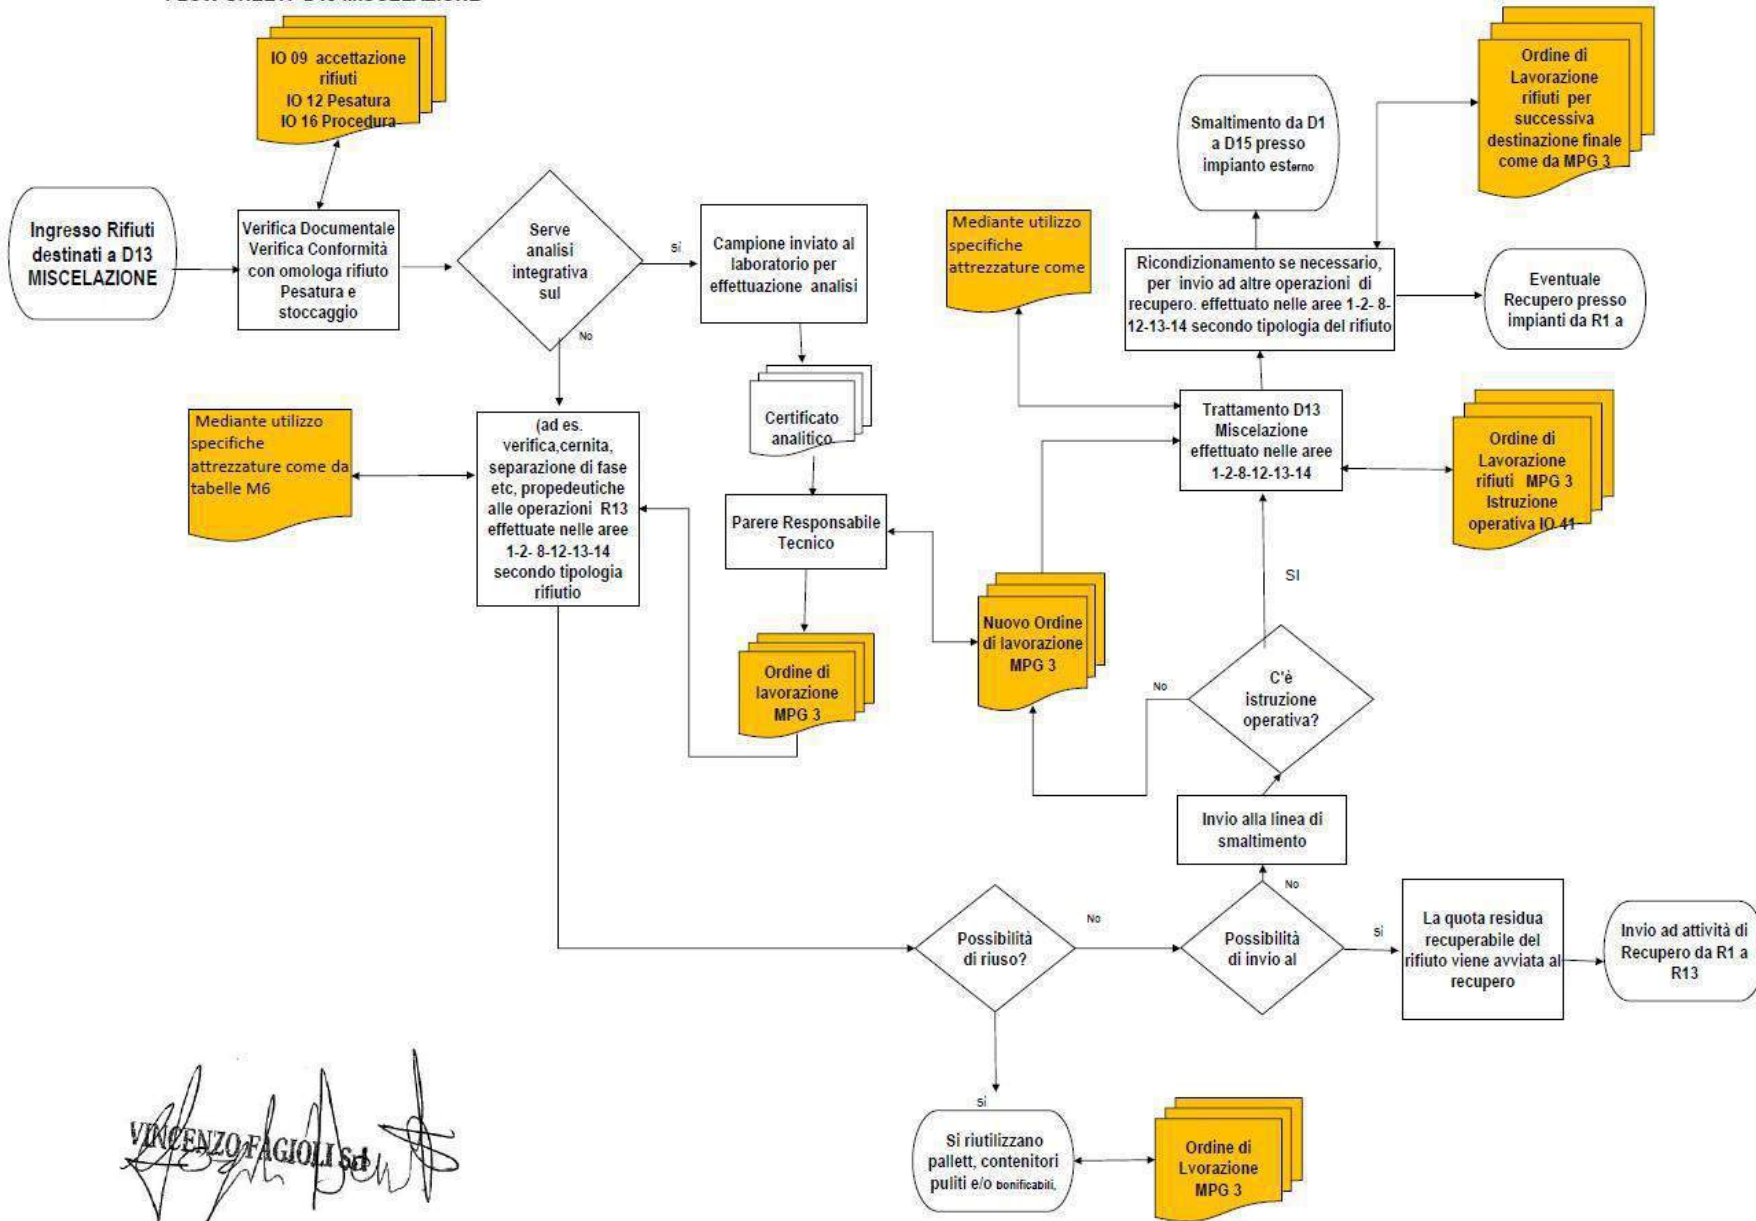 IO 09 accettazione
rifiuti
IO 12 Pesatura
IO 16 Procedura
Ingresso Rifiuti
destinati a D13
MISCELAZIONE
Verifica Documentale
Verifica Conformità
con omologa rifiuto
Pesatura e
stoccaggio
Serve
analisi
integrativa
sul
si
No
Campione inviato al
laboratorio per
effettuazione analisi
Certificato
analitico
Parere Responsabile
Tecnico
Ordine di
lavorazione
MPG 3
Mediante utilizzo
specifiche
attrezzature come da
tabelle M6
(ad es.
verifica,cernita,
separazione di fase
etc, propedeutiche
alle operazioni R13
effettuate nelle aree
1-2- 8-12-13-14
secondo tipologia
rifiutio
Smaltimento da D1
a D15 presso
impianto esterno
Ordine di
Lavorazione
rifiuti per
successiva
destinazione finale
come da MPG 3
Mediante utilizzo
specifiche
attrezzature come
Ricondizionamento se necessario,
per invio ad altre operazioni di
recupero. effettuato nelle aree 1-2- 8-
12-13-14 secondo tipologia del rifiuto
Eventuale
Recupero presso
impianti da R1 a
Trattamento D13
Miscelazione
effettuato nelle aree
1-2-8-12-13-14
Ordine di
Lavorazione
rifiuti MPG 3
Istruzione
operativa IO 41
SI
Nuovo Ordine
di lavorazione
MPG 3
No
C'è
istruzione
operativa?
Invio alla linea di
smaltimento
No
Possibilità
di riuso?
No
Possibilità
di invio al
si
La quota residua
recuperabile del
rifiuto viene avviata al
recupero
Invio ad attività di
Recupero da R1 a
R13
si
Si riutilizzano
pallett, contenitori
puliti e/o bonificabili,
Ordine di
Lvorazione
MPG 3
VINCENZO FAGIOLI Srl